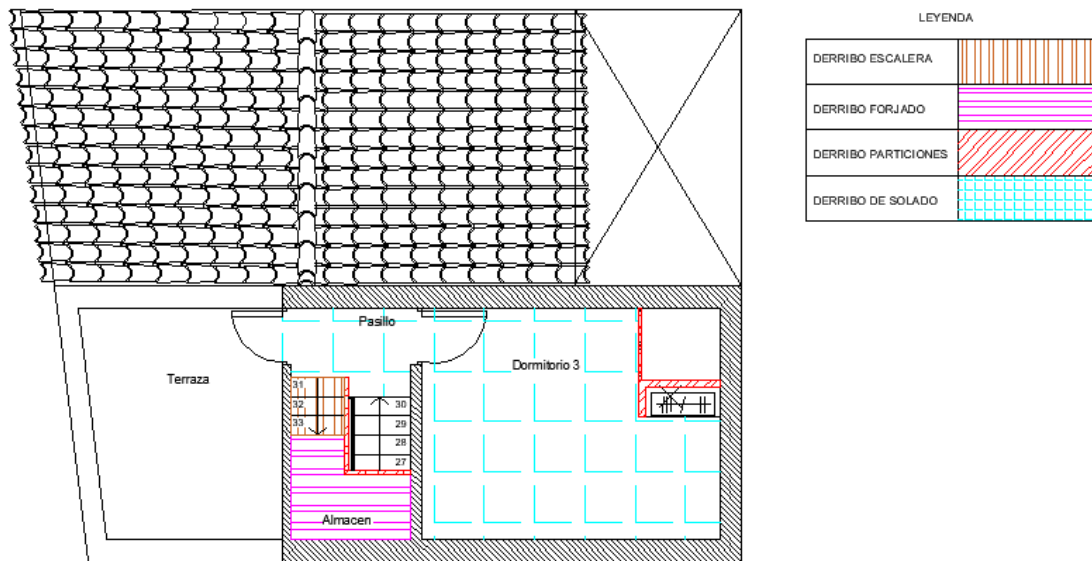 LEYENDA
DERRIBO ESCALERA
DERRIBO FORJADO
DERRIBO PARTICIONES
DERRIBO DE SOLADO
Pasillo
Terraza
Dormitorio 3
31
32
33
30
29
28
27
Almacen